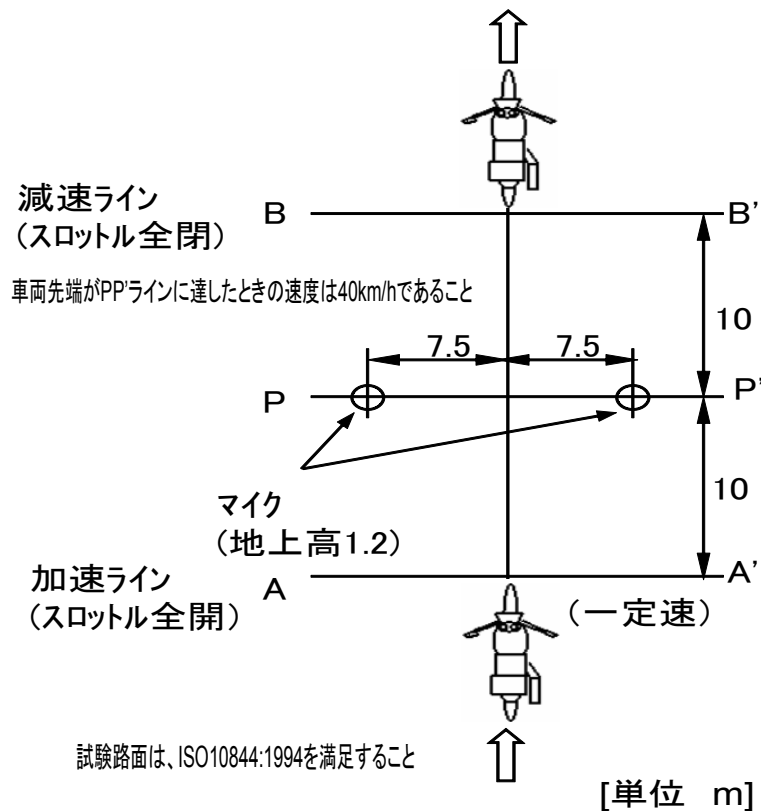 減速ライン
(スロットル全閉)
B
B'
車両先端がPP'ラインに達したときの速度は40km/hであること
10
7.5
7.5
P
P'
10
マイク
(地上高1.2)
加速ライン
(スロットル全開)
A
A'
(一定速)
試験路面は、ISO10844:1994を満足すること
[単位 m]